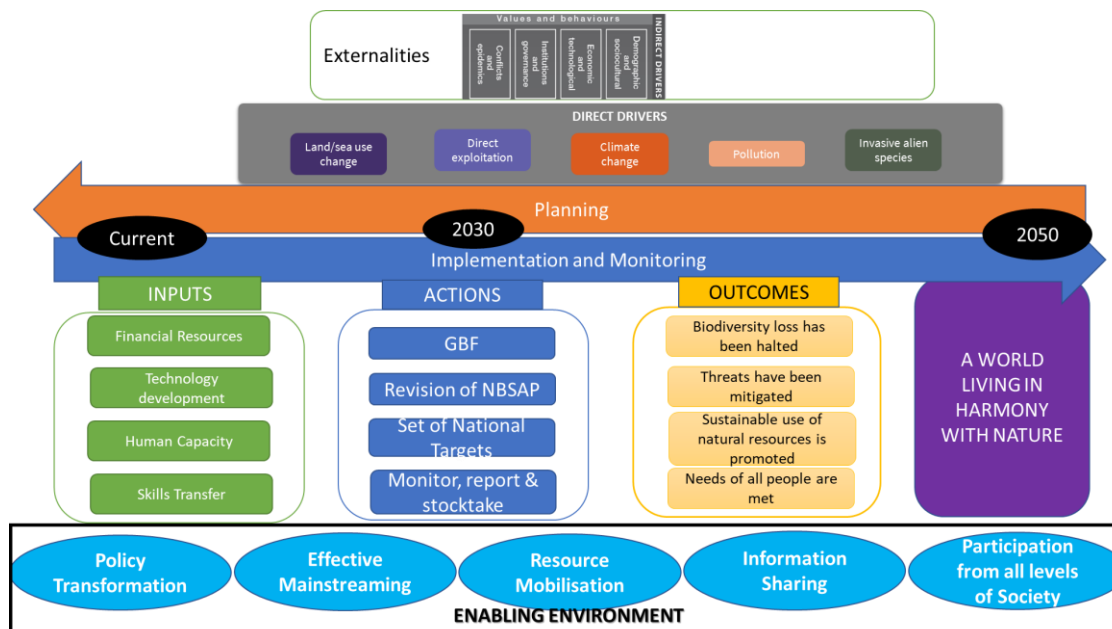 Externalities
Values and behaviours
Conflicts
and
epidemics
Institutions
and
governance
Economic
and
technological
Demographic
and
sociocultural
INDIRECT DRIVERS
DIRECT DRIVERS
Land/sea use
change
Direct
exploitation
Climate
change
Pollution
Invasive alien
species
Planning
Current
2030
2050
Implementation and Monitoring
INPUTS
Financial Resources
Technology
development
Human Capacity
Skills Transfer
ACTIONS
GBF
Revision of NBSAP
Set of National
Targets
Monitor, report &
stocktake
OUTCOMES
Biodiversity loss has
been halted
Threats have been
mitigated
Sustainable use of
natural resources is
promoted
Needs of all people are
met
A WORLD
LIVING IN
HARMONY
WITH NATURE
Policy
Transformation
Effective
Mainstreaming
Resource
Mobilisation
Information
Sharing
Participation
from all levels
of Society
ENABLING ENVIRONMENT